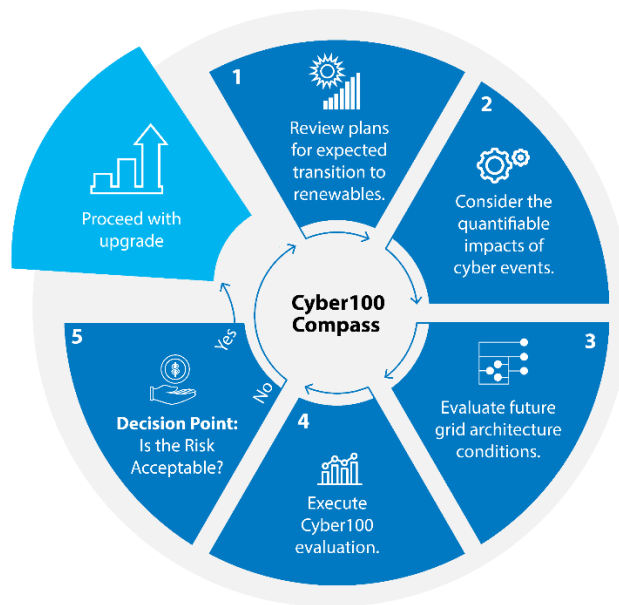 1
Review plans
for expected
transition to
renewables.
2
Consider the
quantifiable
impacts of
cyber events.
3
Evaluate future
grid architecture
conditions.
4
Execute
Cyber100
evaluation.
5
Decision Point:
Is the Risk
Acceptable?
Yes
No
Proceed with
upgrade
Cyber100
Compass